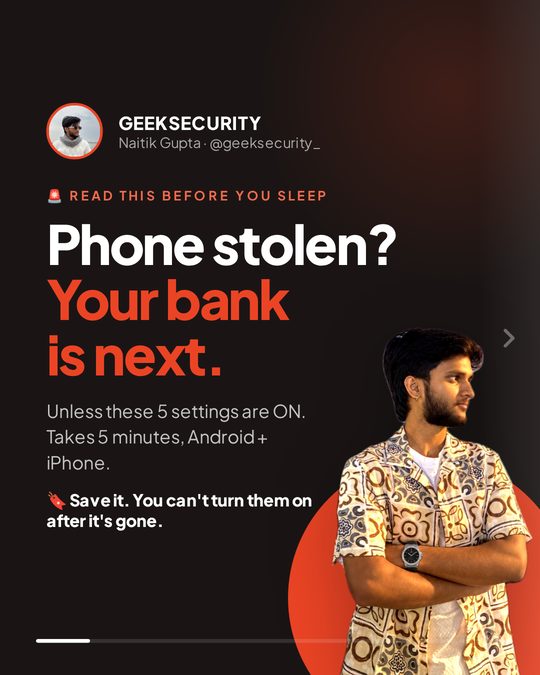 GEEKSECURITY
Naitik Gupta · @geeksecurity_
🚨 READ THIS BEFORE YOU SLEEP
Phone stolen?
Your bank
is next.
Unless these 5 settings are ON.
Takes 5 minutes, Android +
iPhone.
🔖 Save it. You can't turn them on
after it's gone.